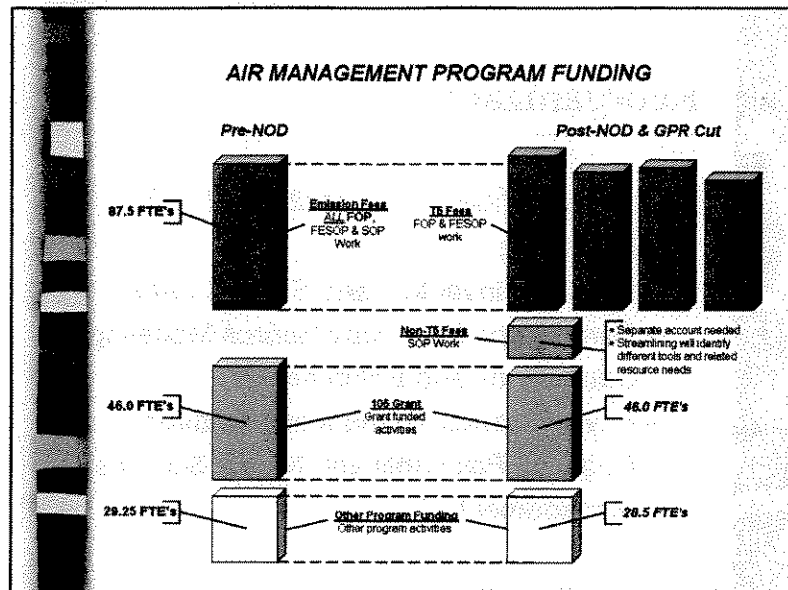 AIR MANAGEMENT PROGRAM FUNDING
Pre-NOD
Post-NOD & GPR Cut
87.5 FTE's
Emission Fees
ALL FOP,
FESOP & SOP
Work
T5 Fees
FOP & FESOP
work
Non-T5 Fees
SOP Work
• Separate account needed
• Streamlining will identify
different tools and related
resource needs
46.0 FTE's
105 Grant
Grant funded
activities
46.0 FTE's
29.25 FTE's
Other Program Funding
Other program activities
28.5 FTE's